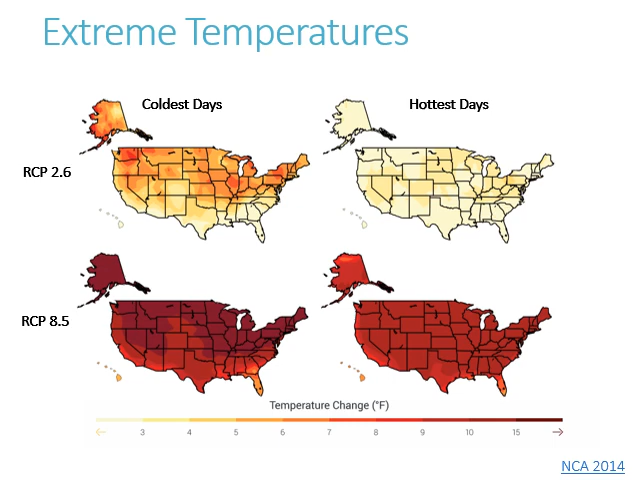 Extreme Temperatures
Coldest Days
Hottest Days
RCP 2.6
RCP 8.5
Temperature Change (°F)
3 4 5 6 7 8 9 10 15
NCA 2014